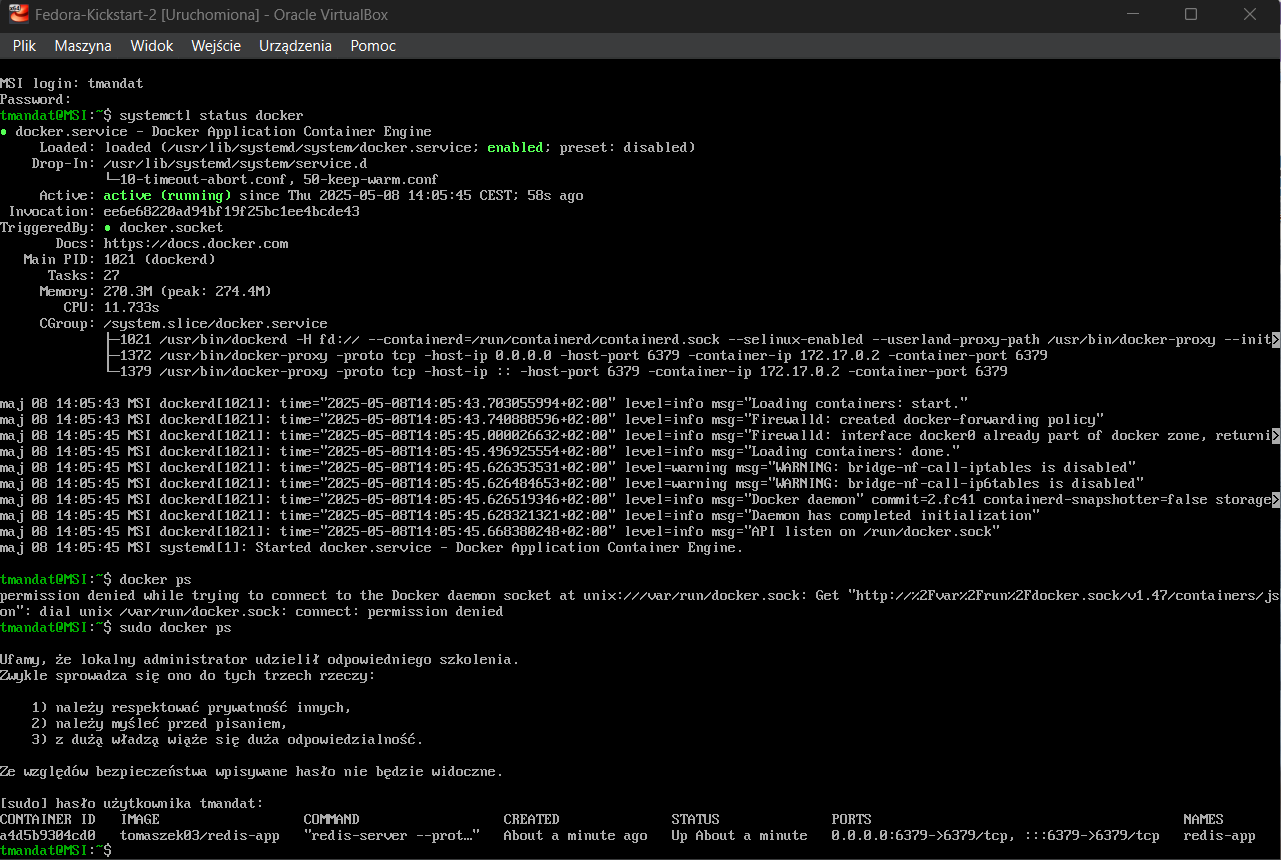 Fedora-Kickstart-2 [Uruchomiona] - Oracle VirtualBox
Plik Maszyna Widok Wejście Urządzenia Pomoc
MSI login: tmandat
Password:
tmandat@MSI:~$ systemctl status docker
● docker.service - Docker Application Container Engine
Loaded: loaded (/usr/lib/systemd/system/docker.service; enabled; preset: disabled)
Drop-In: /usr/lib/systemd/system/service.d
└─10-timeout-abort.conf, 50-keep-warm.conf
Active: active (running) since Thu 2025-05-08 14:05:45 CEST; 58s ago
Invocation: ee6e68220ad94bf19f25bc1ee4bcde43
TriggeredBy: ● docker.socket
Docs: https://docs.docker.com
Main PID: 1021 (dockerd)
Tasks: 27
Memory: 270.3M (peak: 274.4M)
CPU: 11.733s
CGroup: /system.slice/docker.service
├─1021 /usr/bin/dockerd -H fd:// --containerd=/run/containerd/containerd.sock --selinux-enabled --userland-proxy-path /usr/bin/docker-proxy --init>
├─1372 /usr/bin/docker-proxy -proto tcp -host-ip 0.0.0.0 -host-port 6379 -container-ip 172.17.0.2 -container-port 6379
└─1379 /usr/bin/docker-proxy -proto tcp -host-ip :: -host-port 6379 -container-ip 172.17.0.2 -container-port 6379
maj 08 14:05:43 MSI dockerd[1021]: time="2025-05-08T14:05:43.703055994+02:00" level=info msg="Loading containers: start."
maj 08 14:05:43 MSI dockerd[1021]: time="2025-05-08T14:05:43.740888596+02:00" level=info msg="Firewalld: created docker-forwarding policy"
maj 08 14:05:45 MSI dockerd[1021]: time="2025-05-08T14:05:45.000026632+02:00" level=info msg="Firewalld: interface docker0 already part of docker zone, returni>
maj 08 14:05:45 MSI dockerd[1021]: time="2025-05-08T14:05:45.496925554+02:00" level=info msg="Loading containers: done."
maj 08 14:05:45 MSI dockerd[1021]: time="2025-05-08T14:05:45.626353531+02:00" level=warning msg="WARNING: bridge-nf-call-iptables is disabled"
maj 08 14:05:45 MSI dockerd[1021]: time="2025-05-08T14:05:45.626484653+02:00" level=warning msg="WARNING: bridge-nf-call-ip6tables is disabled"
maj 08 14:05:45 MSI dockerd[1021]: time="2025-05-08T14:05:45.626519346+02:00" level=info msg="Docker daemon" commit=2.fc41 containerd-snapshotter=false storage>
maj 08 14:05:45 MSI dockerd[1021]: time="2025-05-08T14:05:45.628321321+02:00" level=info msg="Daemon has completed initialization"
maj 08 14:05:45 MSI dockerd[1021]: time="2025-05-08T14:05:45.668380248+02:00" level=info msg="API listen on /run/docker.sock"
maj 08 14:05:45 MSI systemd[1]: Started docker.service - Docker Application Container Engine.
tmandat@MSI:~$ docker ps
permission denied while trying to connect to the Docker daemon socket at unix:///var/run/docker.sock: Get "http://%2Fvar%2Frun%2Fdocker.sock/v1.47/containers/js
on": dial unix /var/run/docker.sock: connect: permission denied
tmandat@MSI:~$ sudo docker ps
Ufamy, że lokalny administrator udzielił odpowiedniego szkolenia.
Zwykle sprowadza się ono do tych trzech rzeczy:
1) należy respektować prywatność innych,
2) należy myśleć przed pisaniem,
3) z dużą władzą wiąże się duża odpowiedzialność.
Ze względów bezpieczeństwa wpisywane hasło nie będzie widoczne.
[sudo] hasło użytkownika tmandat:
CONTAINER ID IMAGE COMMAND CREATED STATUS PORTS NAMES
a4d5b9304cd0 tomaszek03/redis-app "redis-server --prot…" About a minute ago Up About a minute 0.0.0.0:6379->6379/tcp, :::6379->6379/tcp redis-app
tmandat@MSI:~$